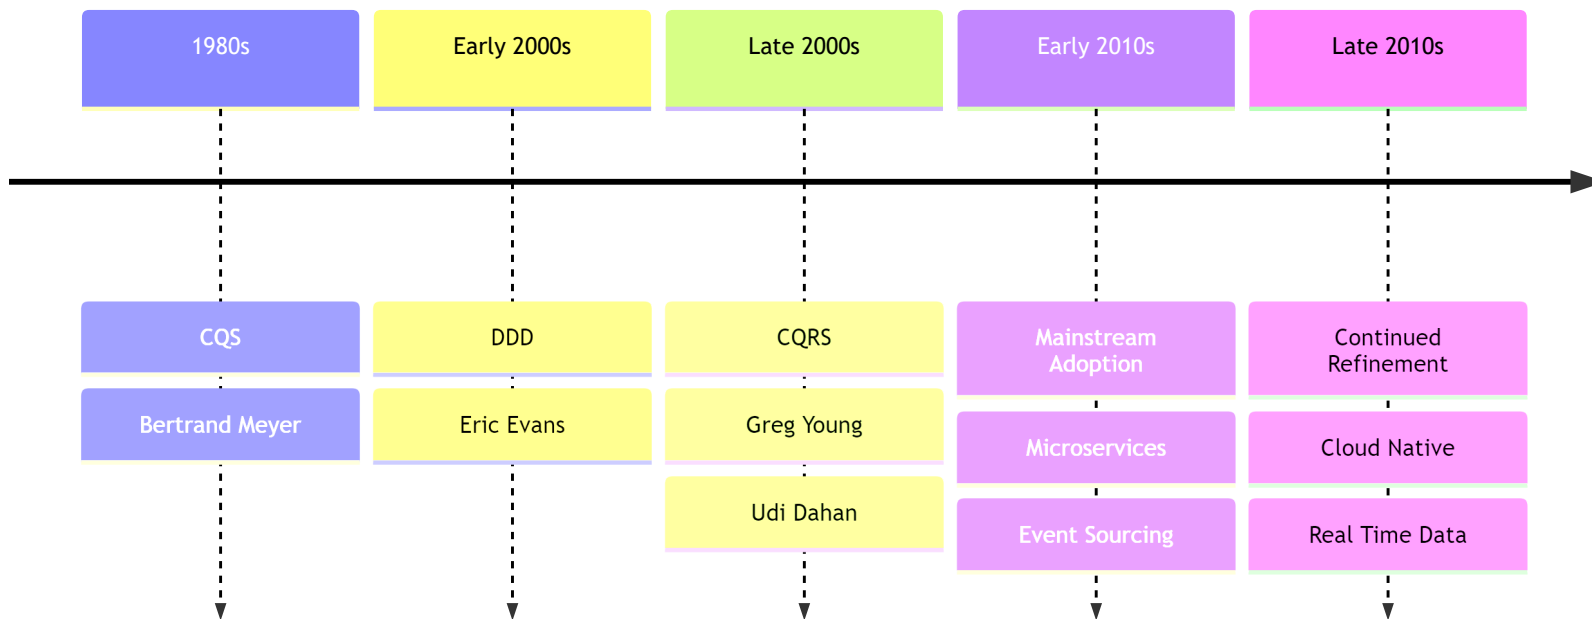 1980s
Early 2000s
Late 2000s
Early 2010s
Late 2010s
CQS
Bertrand Meyer
DDD
Eric Evans
CQRS
Greg Young
Udi Dahan
Mainstream
Adoption
Microservices
Event Sourcing
Continued
Refinement
Cloud Native
Real Time Data